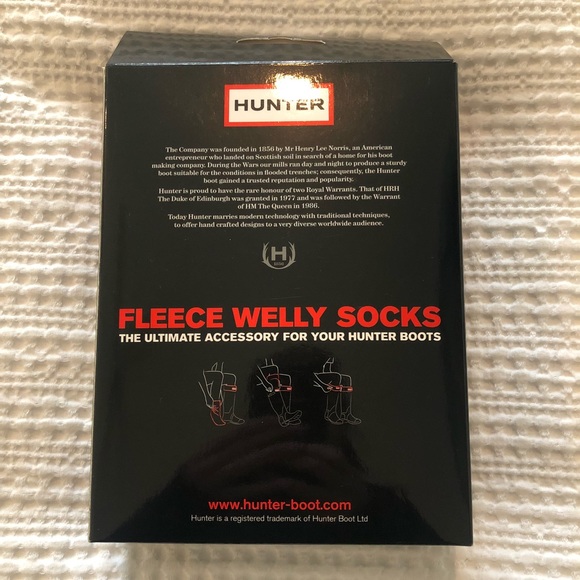 HUNTER
The Company was founded in 1856 by Mr Henry Lee Norris, an American
entrepreneur who landed on Scottish soil in search of a home for his boot
making company. During the Wars our mills ran day and night to produce a sturdy
boot suitable for the conditions in flooded trenches; consequently, the Hunter
boot gained a trusted reputation and popularity.
Hunter is proud to have the rare honour of two Royal Warrants. That of HRH
The Duke of Edinburgh was granted in 1977 and was followed by the Warrant
of HM The Queen in 1986.
Today Hunter marries modern technology with traditional techniques,
to offer hand crafted designs to a very diverse worldwide audience.
H
FLEECE WELLY SOCKS
THE ULTIMATE ACCESSORY FOR YOUR HUNTER BOOTS
www.hunter-boot.com
Hunter is a registered trademark of Hunter Boot Ltd